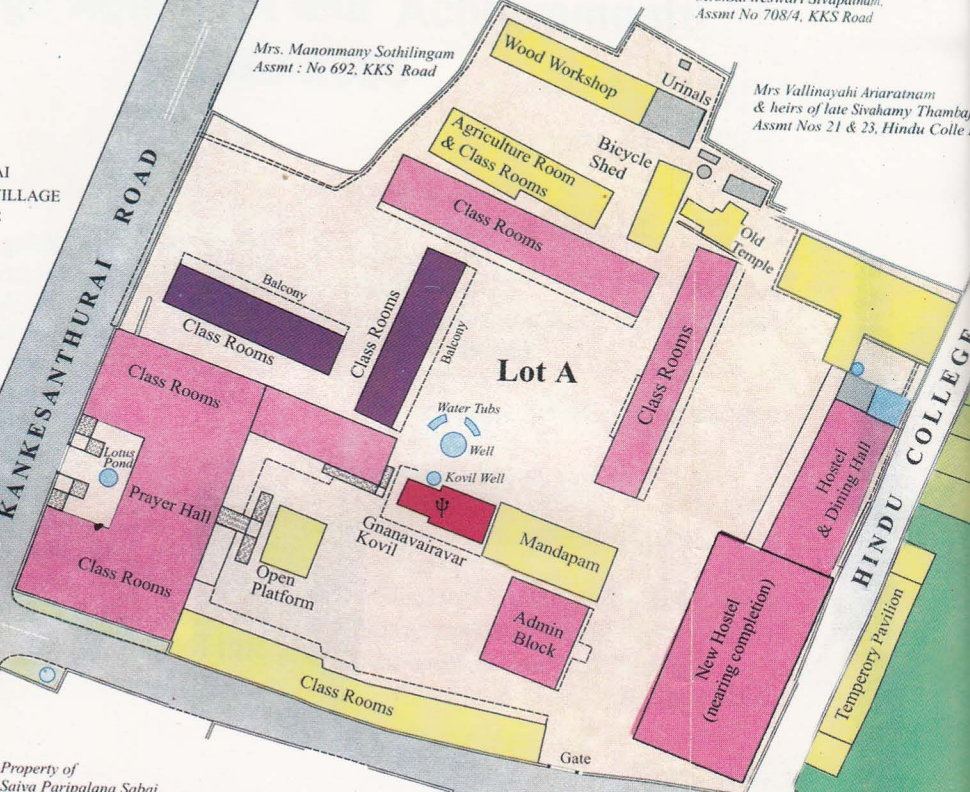 Assmt No 708/4, KKS Road
Mrs. Manonmany Sothilingam
Assmt : No 692, KKS Road
Mrs Vallinayahi Ariaratnam
& heirs of late Sivahamy
Assmt Nos 21 & 23, Hindu
Wood Workshop
Urinals
Agriculture Room
& Class Rooms
Bicycle
Shed
Class Rooms
Old
Temple
VILLAGE
KANKESANTHURAI ROAD
Balcony
Class Rooms
Class Rooms
Balcony
Lot A
Class Rooms
Water Tubs
Well
Kovil Well
Class Rooms
Lotus
Pond
Prayer Hall
Class Rooms
Gnanavairavar
Kovil
Mandapam
Open
Platform
Admin
Block
Hostel
& Dining Hall
New Hostel
(nearing completion)
HINDU COLLEGE
Temperory Pavilion
Class Rooms
Gate
Property of
Saiva Paripalana Sabai